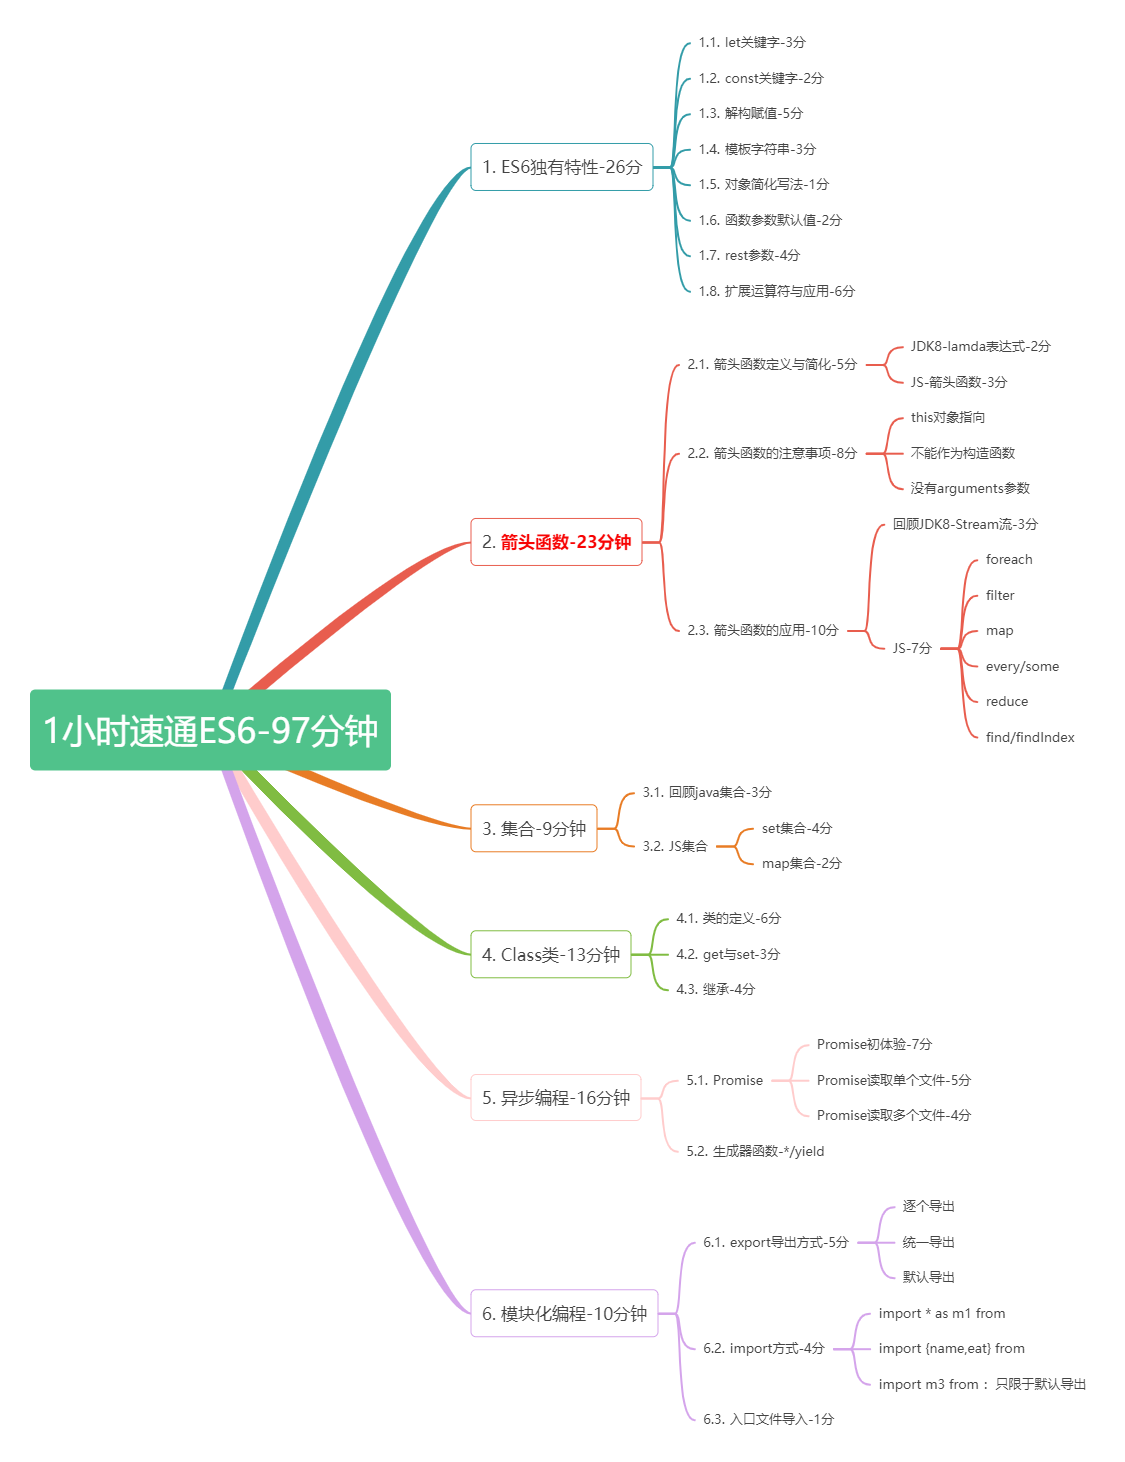 1小时速通ES6-97分钟
1. ES6独有特性-26分
1.1. let关键字-3分
1.2. const关键字-2分
1.3. 解构赋值-5分
1.4. 模板字符串-3分
1.5. 对象简化写法-1分
1.6. 函数参数默认值-2分
1.7. rest参数-4分
1.8. 扩展运算符与应用-6分
2. 箭头函数-23分钟
2.1. 箭头函数定义与简化-5分
JDK8-lamda表达式-2分
JS-箭头函数-3分
2.2. 箭头函数的注意事项-8分
this对象指向
不能作为构造函数
没有arguments参数
2.3. 箭头函数的应用-10分
回顾JDK8-Stream流-3分
JS-7分
foreach
filter
map
every/some
reduce
find/findIndex
3. 集合-9分钟
3.1. 回顾java集合-3分
3.2. JS集合
set集合-4分
map集合-2分
4. Class类-13分钟
4.1. 类的定义-6分
4.2. get与set-3分
4.3. 继承-4分
5. 异步编程-16分钟
5.1. Promise
Promise初体验-7分
Promise读取单个文件-5分
Promise读取多个文件-4分
5.2. 生成器函数-*/yield
6. 模块化编程-10分钟
6.1. export导出方式-5分
逐个导出
统一导出
默认导出
6.2. import方式-4分
import * as m1 from
import {name,eat} from
import m3 from： 只限于默认导出
6.3. 入口文件导入-1分